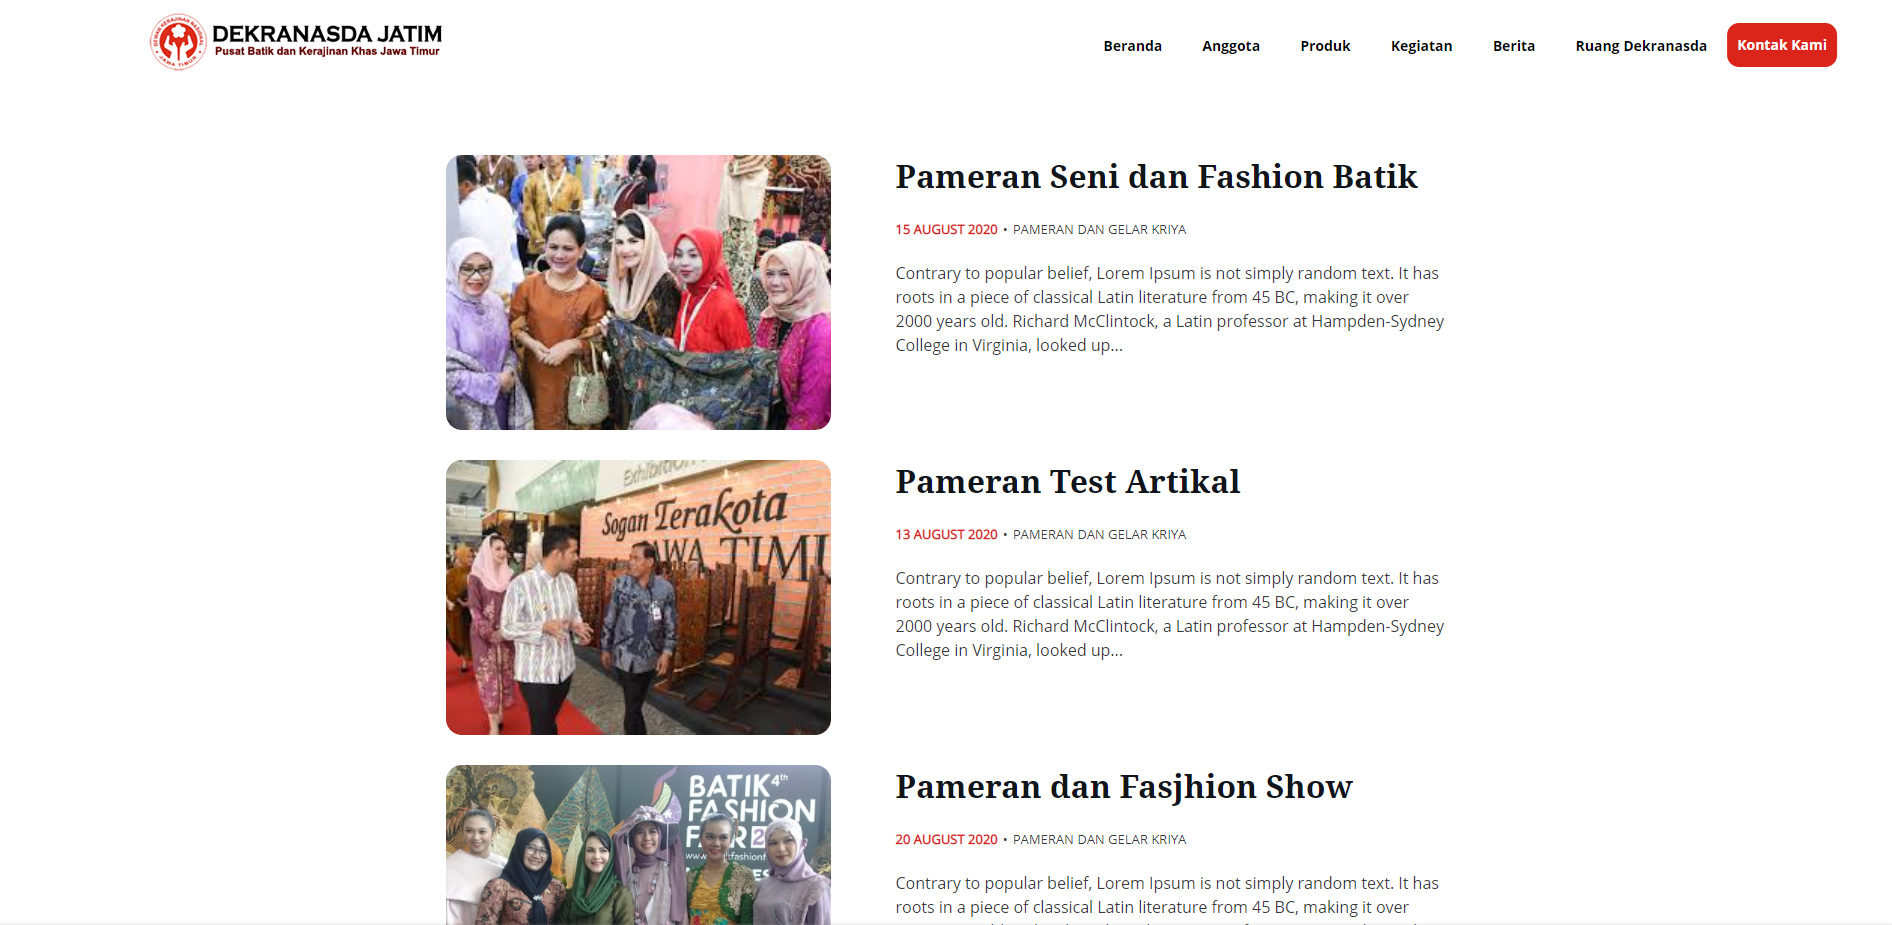 DEKRANASDA JATIM
Pusat Batik dan Kerajinan Khas Jawa Timur
DEWAN KERAJINAN NASIONAL
JAWA TIMUR
Beranda Anggota Produk Kegiatan Berita Ruang Dekranasda Kontak Kami
Pameran Seni dan Fashion Batik
15 AUGUST 2020 • PAMERAN DAN GELAR KRIYA
Contrary to popular belief, Lorem Ipsum is not simply random text. It has
roots in a piece of classical Latin literature from 45 BC, making it over
2000 years old. Richard McClintock, a Latin professor at Hampden-Sydney
College in Virginia, looked up...
Exhibition
Sogan Terakota
JAWA TIMU
Pameran Test Artikal
13 AUGUST 2020 • PAMERAN DAN GELAR KRIYA
Contrary to popular belief, Lorem Ipsum is not simply random text. It has
roots in a piece of classical Latin literature from 45 BC, making it over
2000 years old. Richard McClintock, a Latin professor at Hampden-Sydney
College in Virginia, looked up...
BATIK 4th
FASHION
Pameran dan Fasjhion Show
20 AUGUST 2020 • PAMERAN DAN GELAR KRIYA
Contrary to popular belief, Lorem Ipsum is not simply random text. It has
roots in a piece of classical Latin literature from 45 BC, making it over